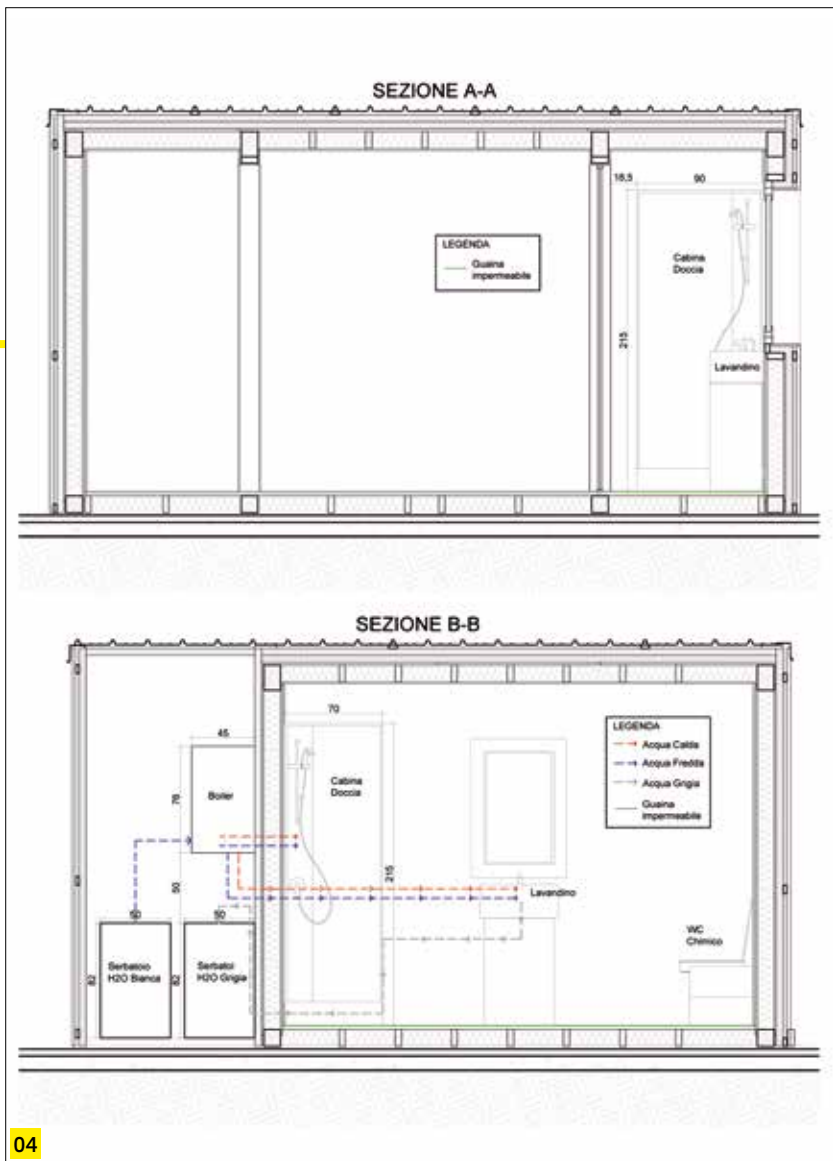 SEZIONE A-A
16,5
90
LEGENDA
Guaina
impermeabile
Cabina
Doccia
215
Lavandino
SEZIONE B-B
70
45
LEGENDA
Acqua Calda
Acqua Fredda
Acqua Grigia
Guaina
impermeabile
Boiler
76
Cabina
Doccia
215
50
Lavandino
50
50
WC
Chimico
82
Serbatoio
H2O Bianca
82
Serbatoi
H2O Grigia
04